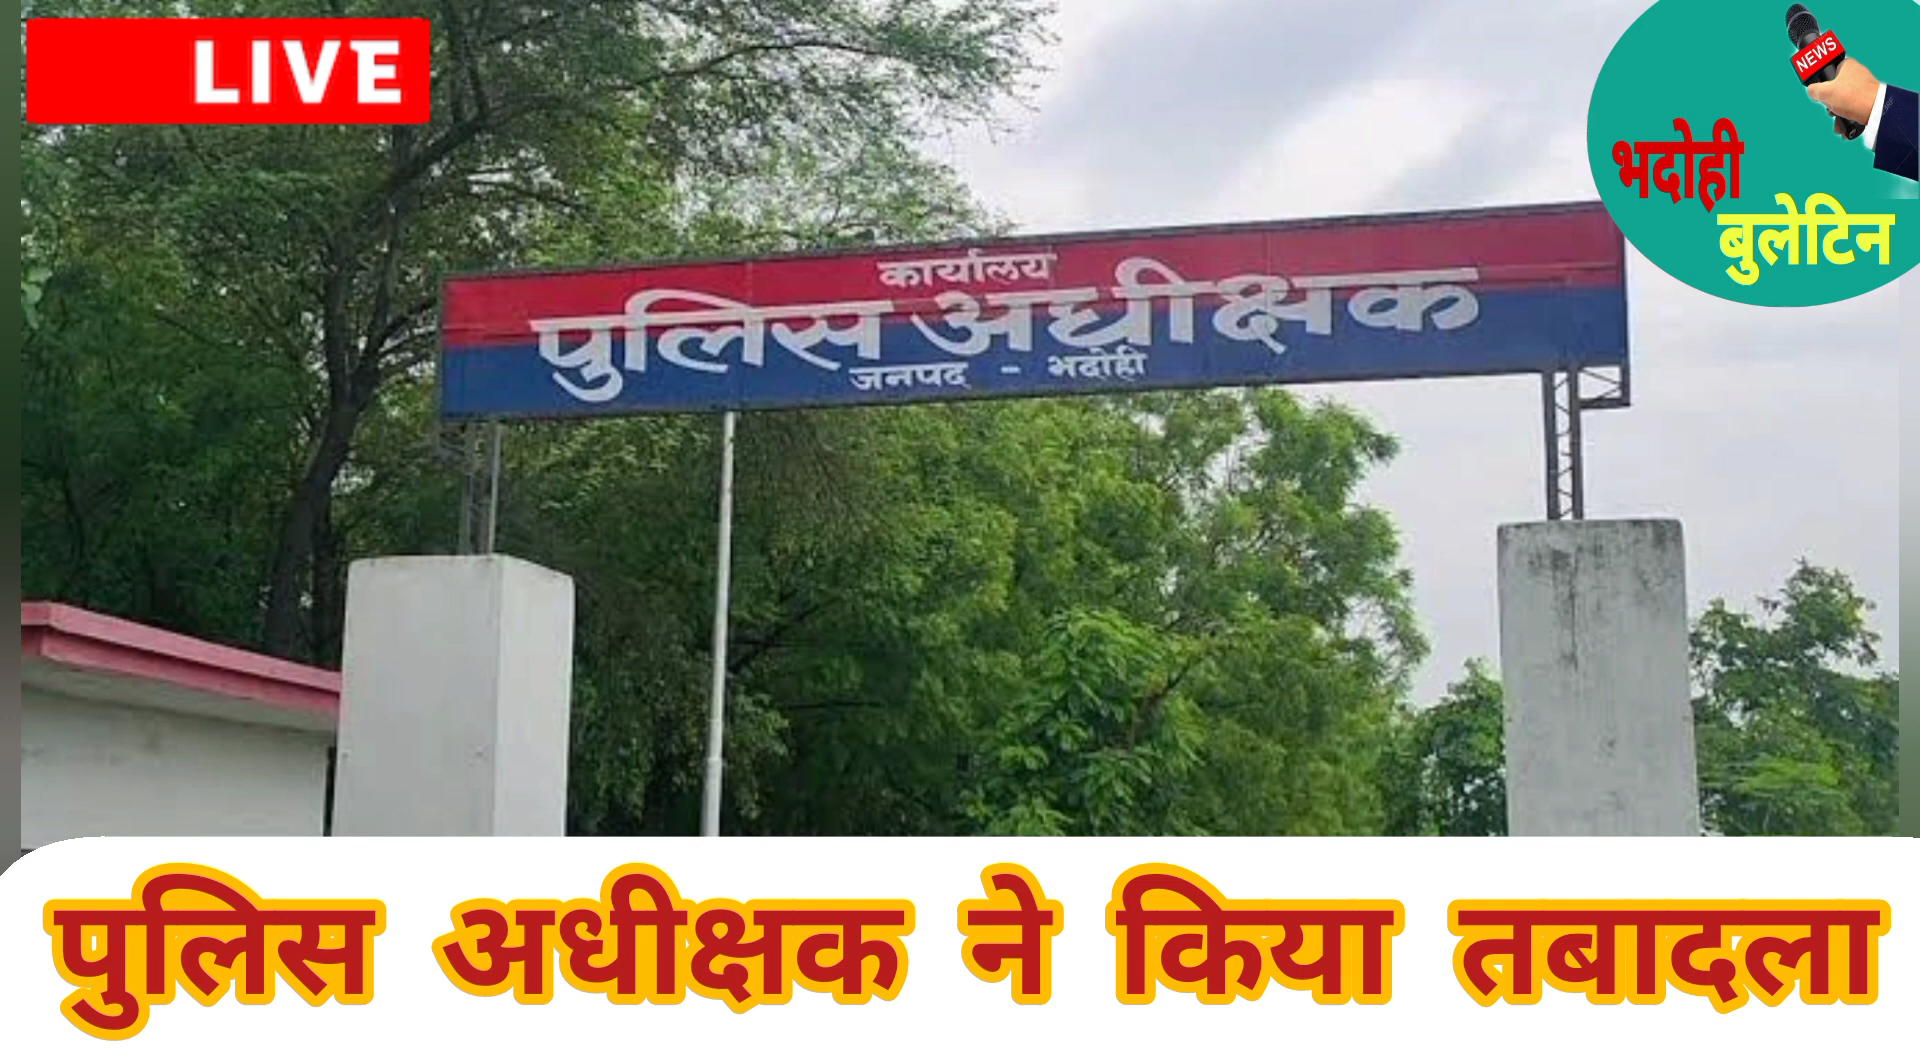 LIVE
NEWS
भदोही
बुलेटिन
कार्यालय
पुलिस अधीक्षक
जनपद - भदोही
पुलिस अधीक्षक ने किया तबादला